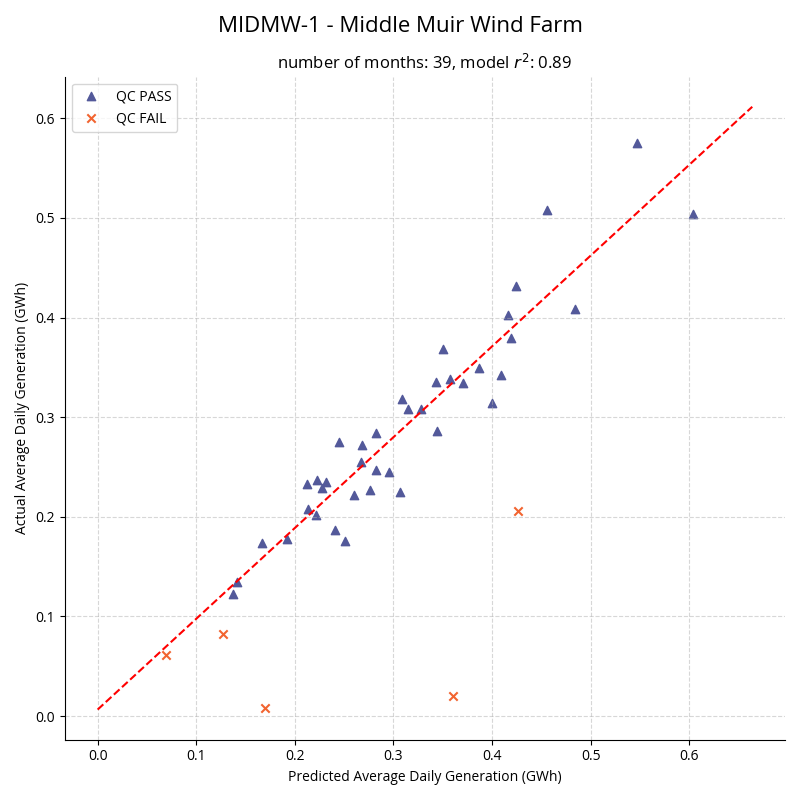 MIDMW-1 - Middle Muir Wind Farm
number of months: 39, model r²: 0.89
QC PASS
QC FAIL
0.6
0.5
0.4
0.3
0.2
0.1
0.0
Actual Average Daily Generation (GWh)
0.0 0.1 0.2 0.3 0.4 0.5 0.6
Predicted Average Daily Generation (GWh)